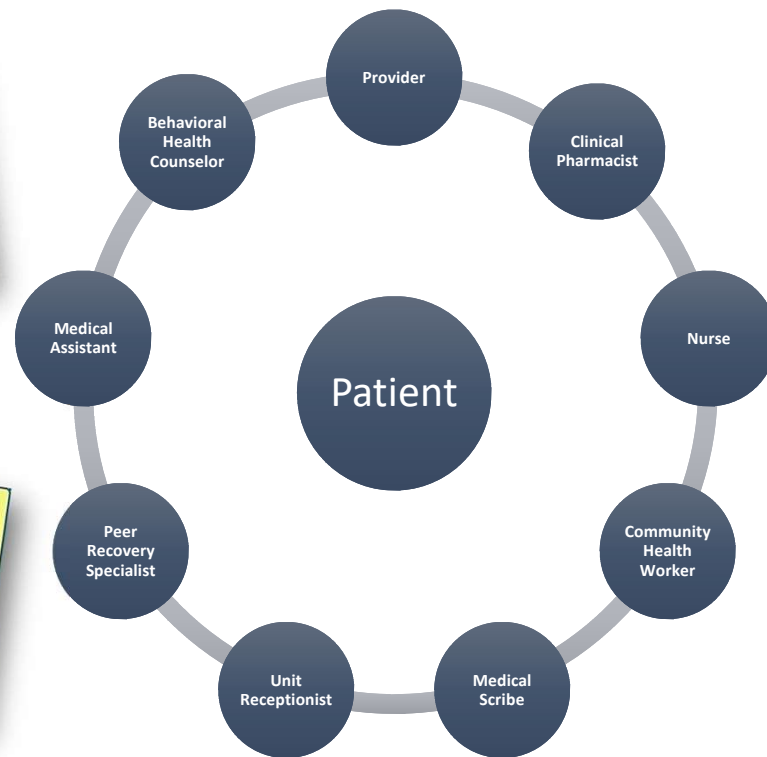 Provider
Clinical
Pharmacist
Nurse
Community
Health
Worker
Medical
Scribe
Unit
Receptionist
Peer
Recovery
Specialist
Medical
Assistant
Behavioral
Health
Counselor
Patient